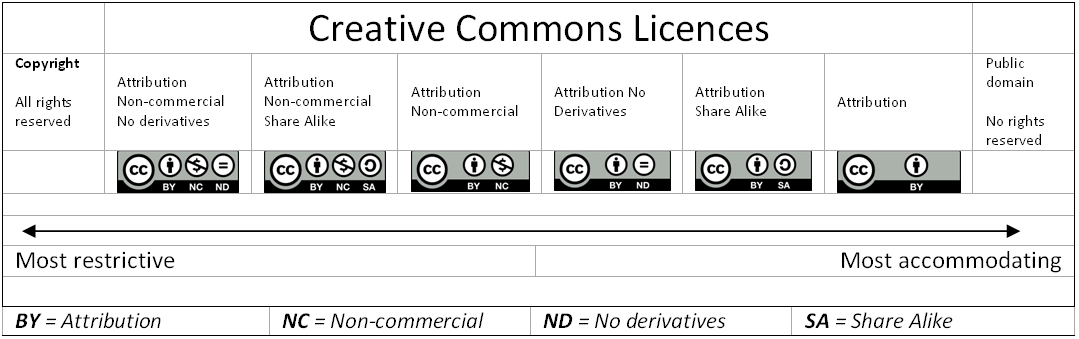 Creative Commons Licences
Copyright
All rights
reserved
Attribution
Non-commercial
No derivatives
Attribution
Non-commercial
Share Alike
Attribution
Non-commercial
Attribution No
Derivatives
Attribution
Share Alike
Attribution
Public
domain
No rights
reserved
cc BY NC ND
cc BY NC SA
cc BY NC
cc BY ND
cc BY SA
cc BY
Most restrictive
Most accommodating
BY = Attribution
NC = Non-commercial
ND = No derivatives
SA = Share Alike